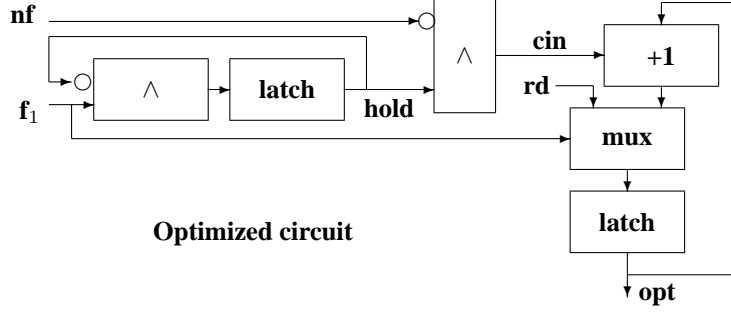 nf
cin
+1
∧
∧
latch
rd
hold
f₁
mux
latch
Optimized circuit
opt